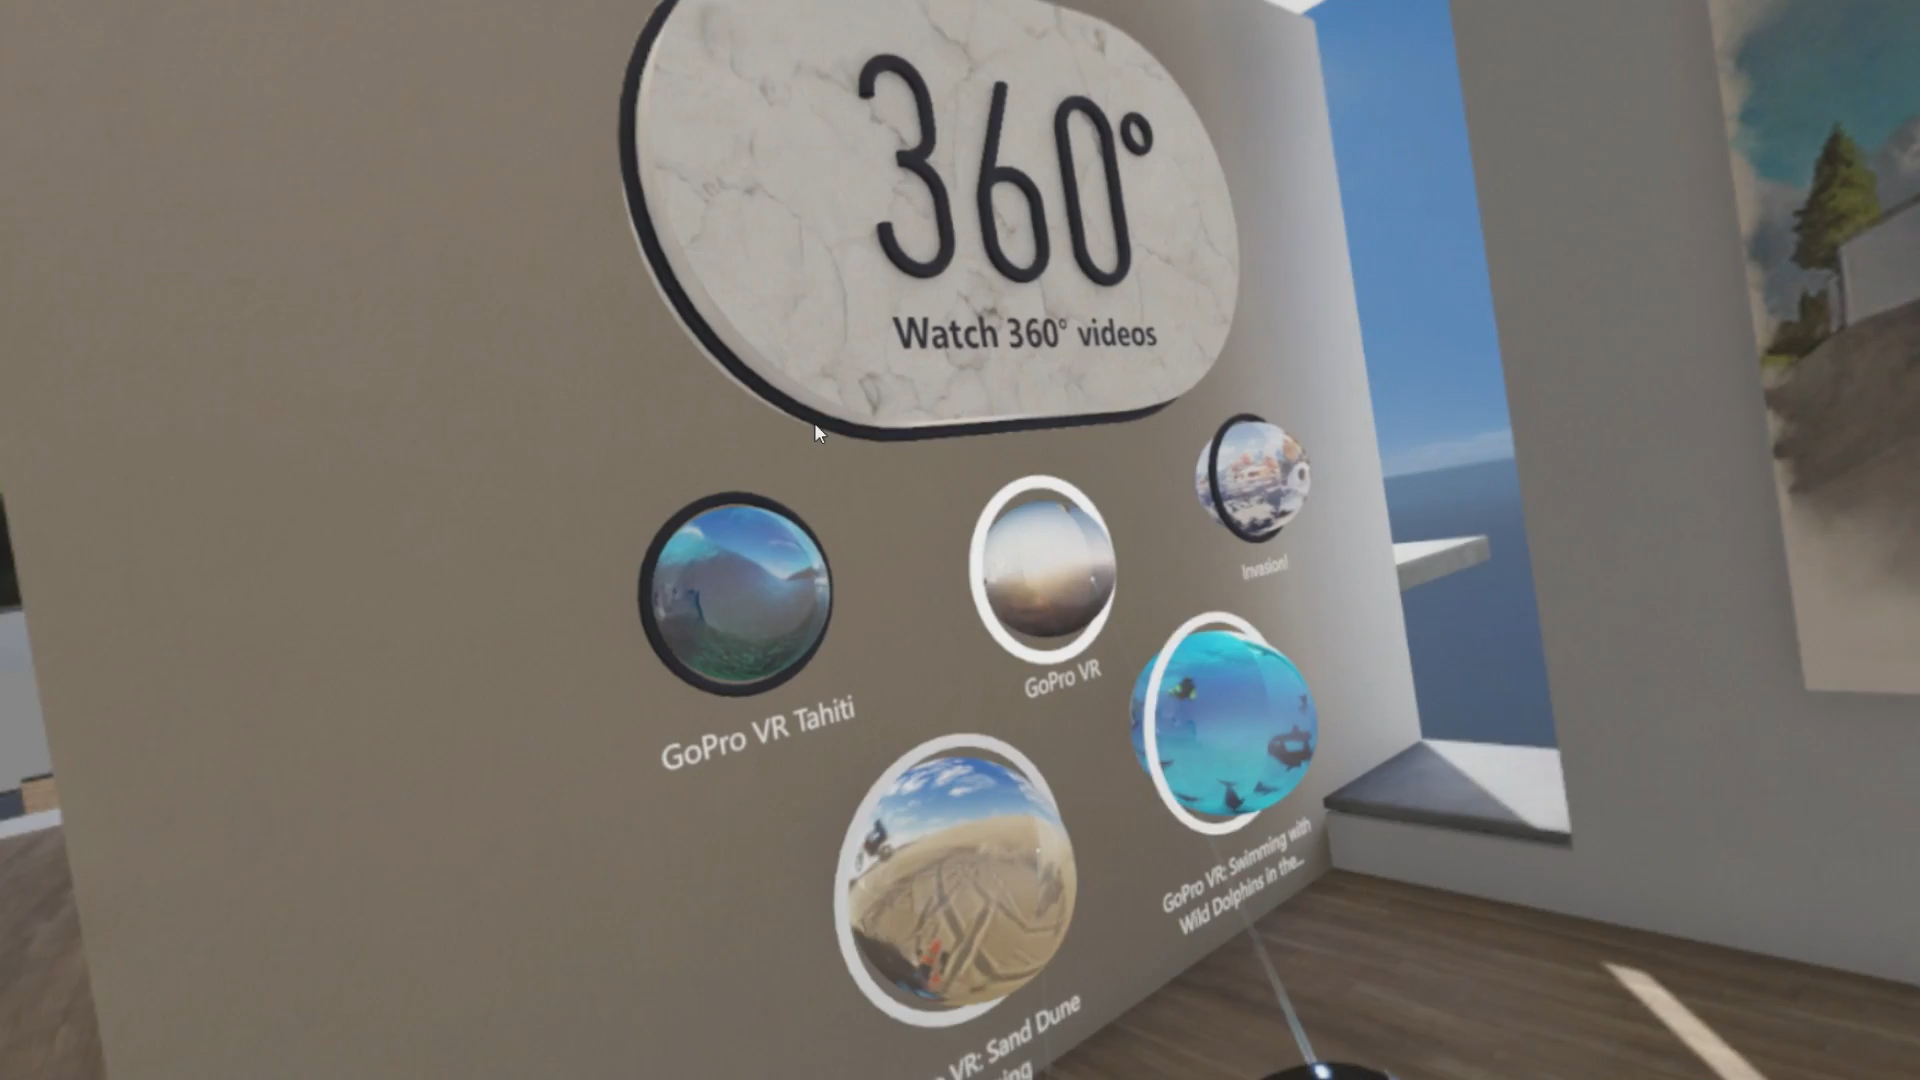 360°
Watch 360° videos
Invasion!
GoPro VR
GoPro VR Tahiti
GoPro VR: Swimming with
Wild Dolphins in the...
VR: Sand Dune